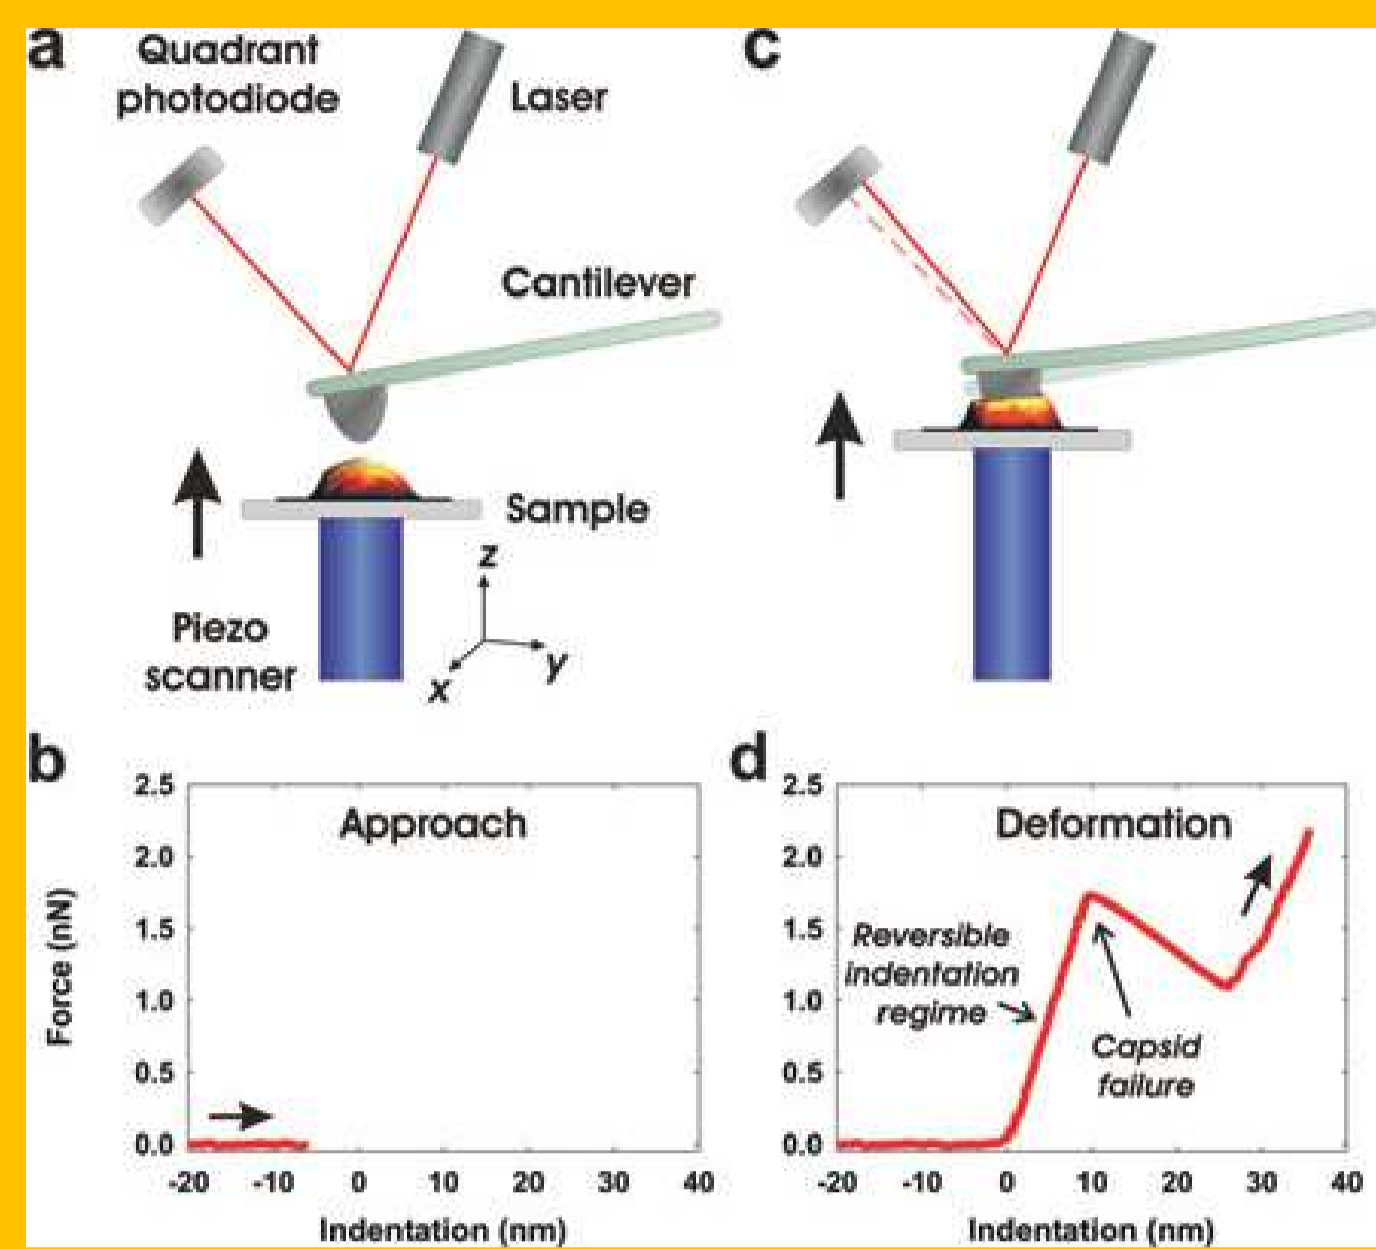 a
Quadrant
photodiode
Laser
Cantilever
Sample
Piezo
scanner
z
y
x
c
b
Approach
Force (nN)
2.5
2.0
1.5
1.0
0.5
0.0
-20 -10 0 10 20 30 40
Indentation (nm)
d
Deformation
Reversible
indentation
regime
Capsid
failure
2.5
2.0
1.5
1.0
0.5
0.0
-20 -10 0 10 20 30 40
Indentation (nm)